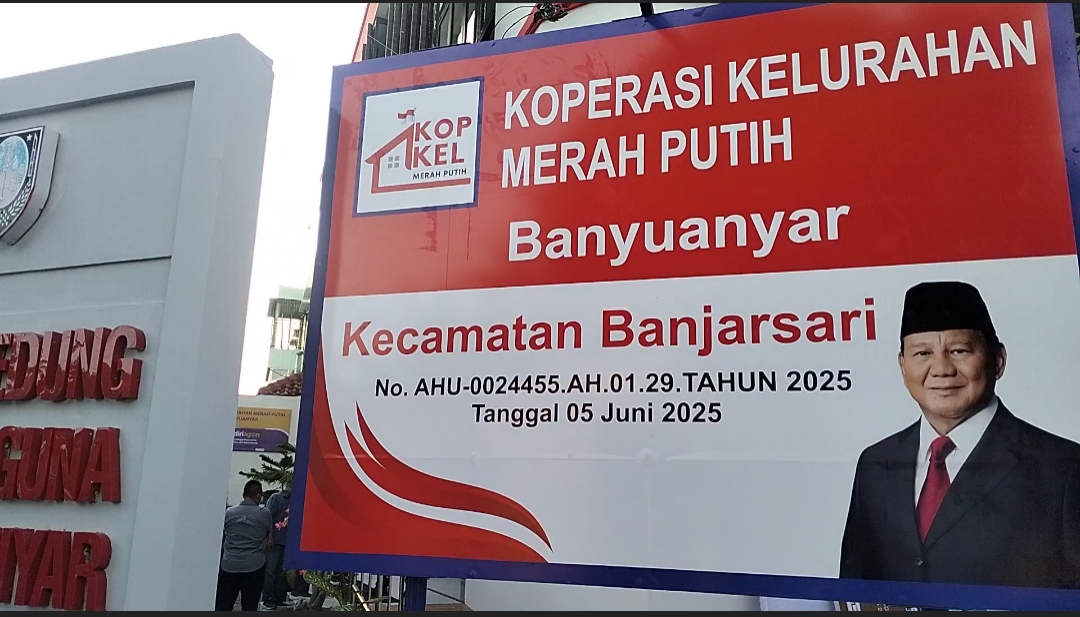 KOP
KEL
MERAH PUTIH
KOPERASI KELURAHAN
MERAH PUTIH
Banyuanyar
Kecamatan Banjarsari
No. AHU-0024455.AH.01.29.TAHUN 2025
Tanggal 05 Juni 2025
EDUNG
GUNA
YAR